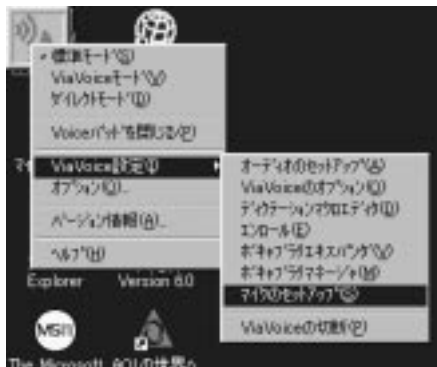 標準モード(S)
ViaVoiceモード(V)
ダイレクトモード(D)
Voiceパッドを閉じる(P)
ViaVoice設定(I)
オプション(O)...
バージョン情報(A)...
ヘルプ(H)
オーディオのセットアップ(A)
ViaVoiceのオプション(O)
ディクテーションマクロエディタ(D)
エンロール(E)
ボキャブラリエキスパンダ(V)
ボキャブラリマネージャ(M)
マイクのセットアップ(S)
ViaVoiceの切断(P)
Explorer
Version 6.0
MSN
The Microsoft
AOLの世界へ